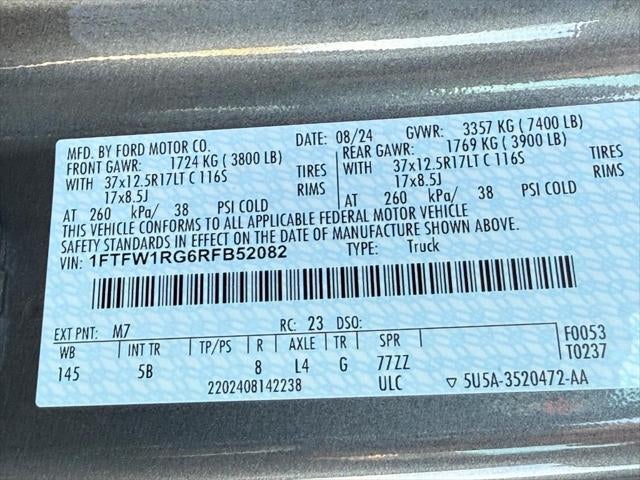 MFD. BY FORD MOTOR CO. DATE: 08/24 GVWR: 3357 KG ( 7400 LB)
FRONT GAWR: 1724 KG ( 3800 LB) REAR GAWR: 1769 KG ( 3900 LB)
WITH 37x12.5R17LT C 116S TIRES WITH 37x12.5R17LT C 116S TIRES
17x8.5J RIMS 17x8.5J RIMS
AT 260 kPa/ 38 PSI COLD AT 260 kPa/ 38 PSI COLD
THIS VEHICLE CONFORMS TO ALL APPLICABLE FEDERAL MOTOR VEHICLE
SAFETY STANDARDS IN EFFECT ON THE DATE OF MANUFACTURE SHOWN ABOVE.
VIN: 1FTFW1RG6RFB52082 TYPE: Truck
EXT PNT: M7 RC: 23 DSO:
WB INT TR TP/PS R AXLE TR SPR F0053
145 5B 8 L4 G 77ZZ T0237
2202408142238 ULC ▽ 5U5A-3520472-AA